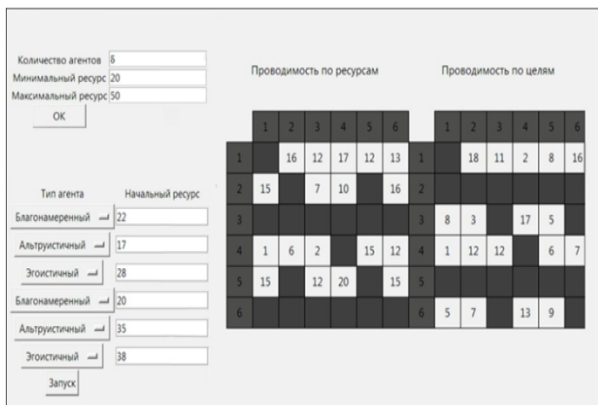 Количество агентов 6
Минимальный ресурс 20
Максимальный ресурс 50
ОК
Тип агента Начальный ресурс
Благонамеренный 22
Альтруистичный 17
Эгоистичный 28
Благонамеренный 20
Альтруистичный 35
Эгоистичный 38
Запуск
Проводимость по ресурсам
1 2 3 4 5 6
1 16 12 17 12 13
2 15 7 10 16
3
4 1 6 2 15 12
5 15 12 20 15
6
Проводимость по целям
1 2 3 4 5 6
1 18 11 2 8 16
2
3 8 3 17 5
4 1 12 12 6 7
5
6 5 7 13 9